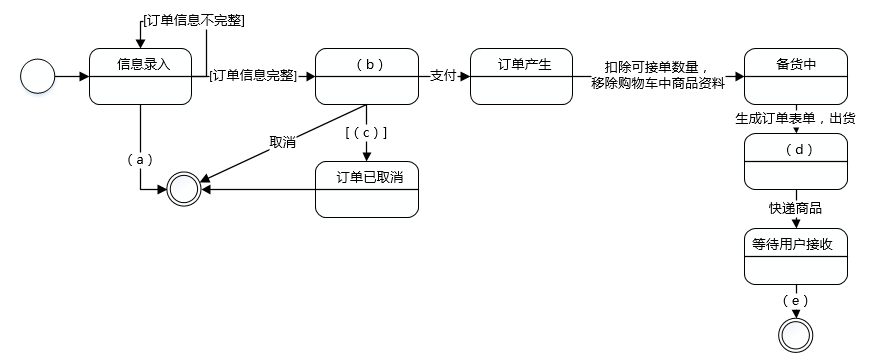 [订单信息不完整]
信息录入
[订单信息完整]
（b）
支付
订单产生
扣除可接单数量，
移除购物车中商品资料
备货中
生成订单表单，出货
（a）
取消
[（c）]
订单已取消
（d）
快递商品
等待用户接收
（e）